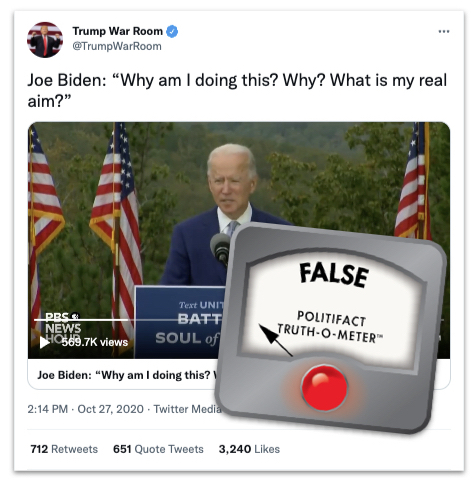 Trump War Room
@TrumpWarRoom
Joe Biden: “Why am I doing this? Why? What is my real
aim?”
Text UNIT
BATT
SOUL of
PBS
NEWS
HOUR
569.7K views
FALSE
POLITIFACT
TRUTH-O-METER™
Joe Biden: “Why am I doing this?
2:14 PM · Oct 27, 2020 · Twitter Media
712 Retweets 651 Quote Tweets 3,240 Likes